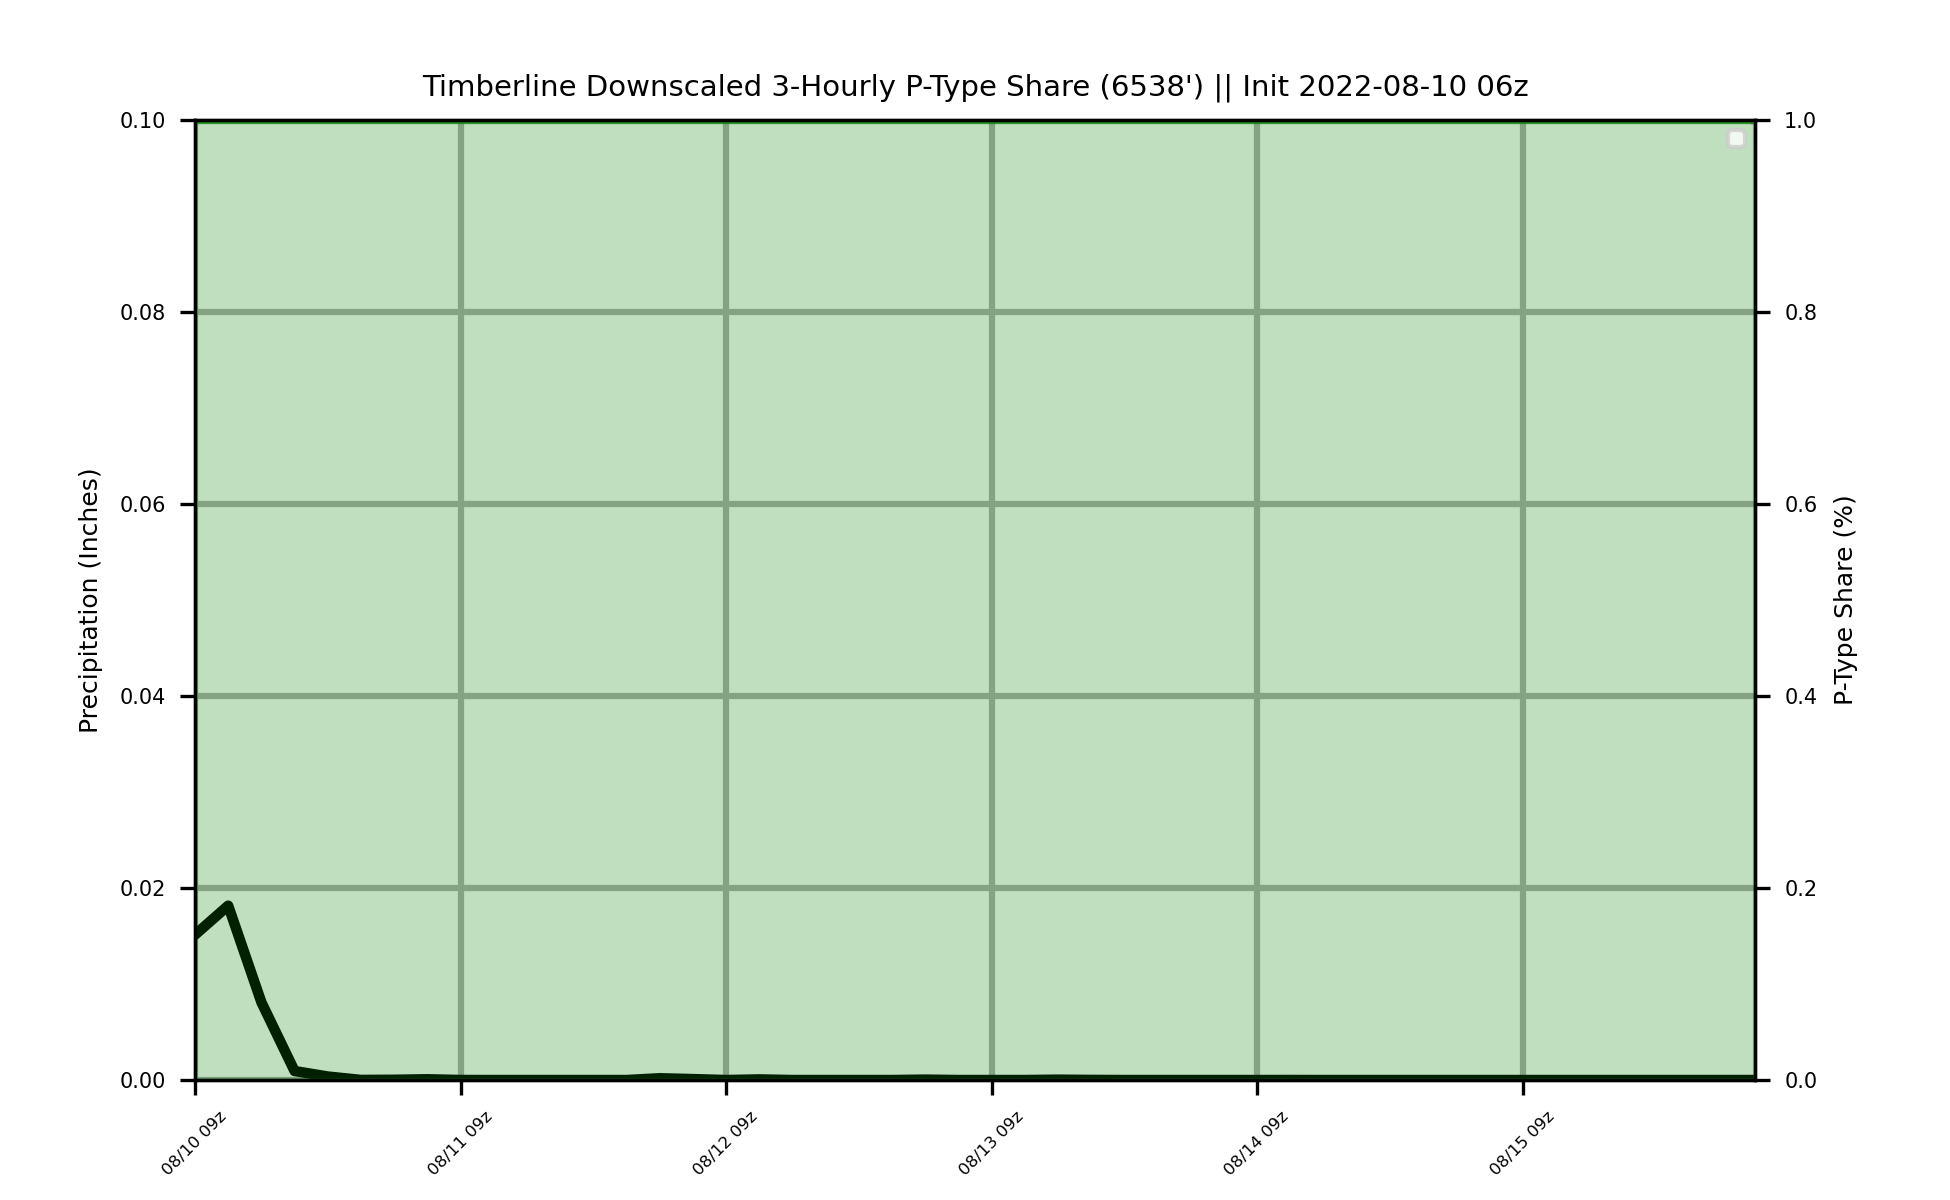 Timberline Downscaled 3-Hourly P-Type Share (6538') || Init 2022-08-10 06z
Precipitation (Inches)
0.10
0.08
0.06
0.04
0.02
0.00
1.0
0.8
0.6
0.4
0.2
0.0
P-Type Share (%)
08/10 09z
08/11 09z
08/12 09z
08/13 09z
08/14 09z
08/15 09z